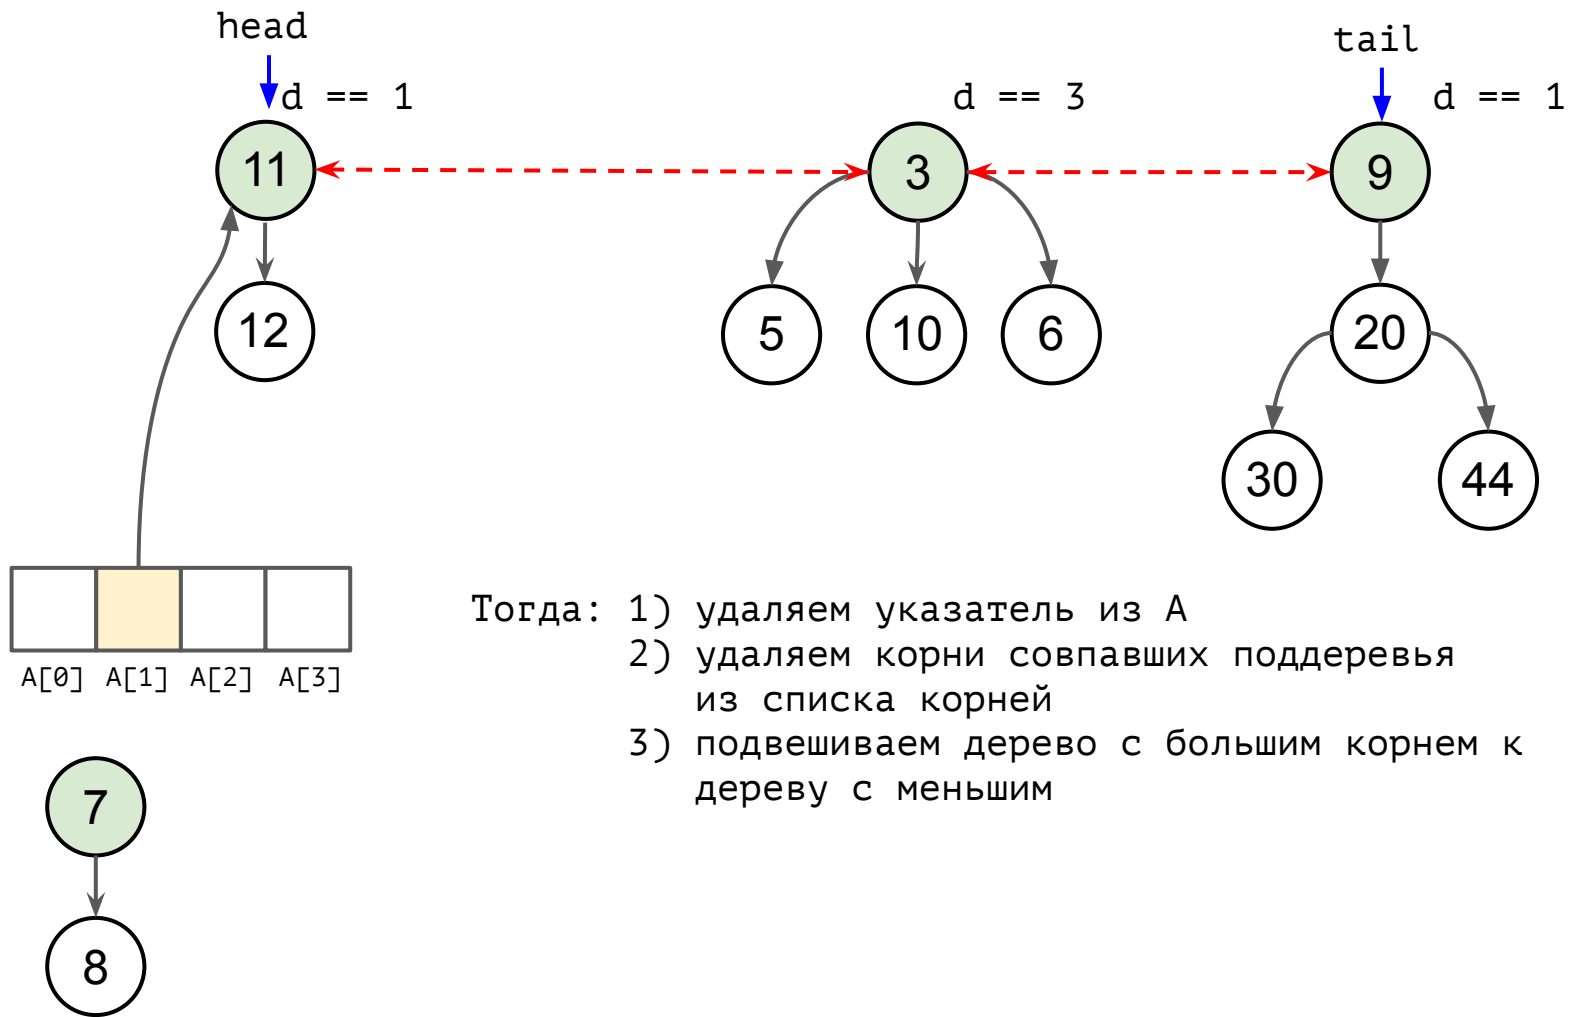 head
tail
d == 1
d == 3
d == 1
11
3
9
12
5
10
6
20
30
44
Тогда: 1) удаляем указатель из А
2) удаляем корни совпавших поддеревья
из списка корней
3) подвешиваем дерево с большим корнем к
дереву с меньшим
A[0] A[1] A[2] A[3]
7
8